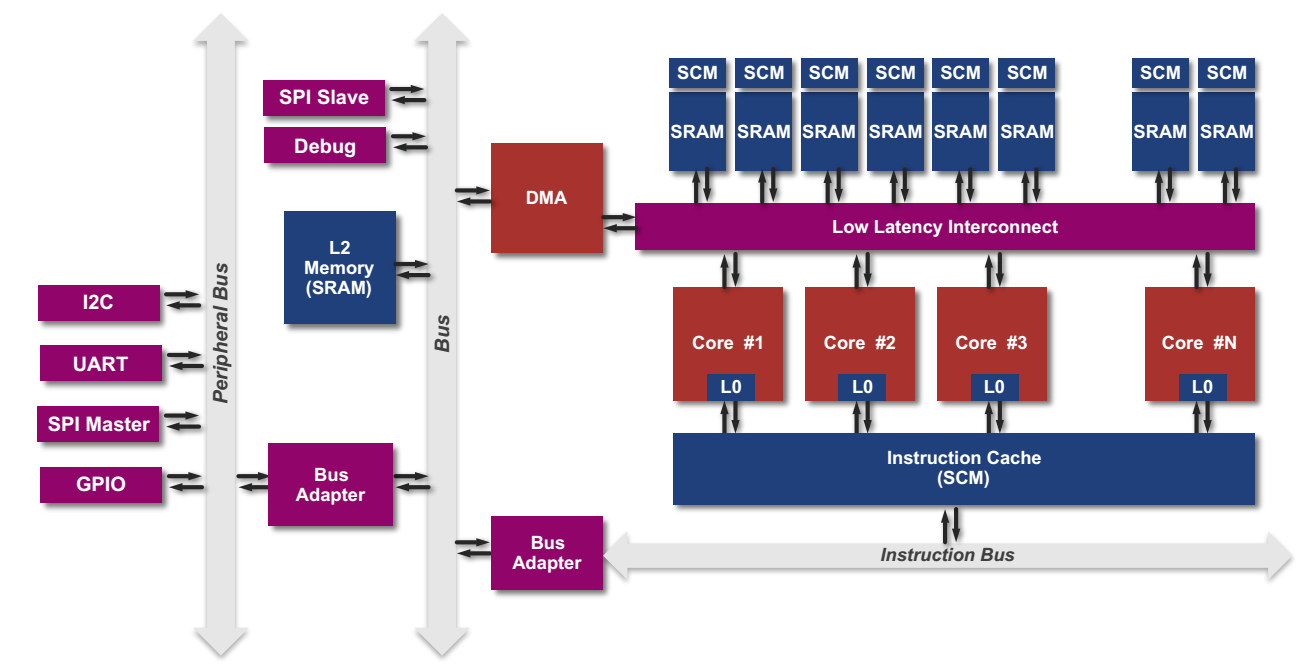 SCM SCM SCM SCM SCM SCM SCM SCM
SRAM SRAM SRAM SRAM SRAM SRAM SRAM SRAM
SPI Slave
Debug
DMA
Low Latency Interconnect
L2
Memory
(SRAM)
I2C
UART
SPI Master
GPIO
Peripheral Bus
Bus
Core #1 Core #2 Core #3 Core #N
L0 L0 L0 L0
Instruction Cache
(SCM)
Bus
Adapter
Bus
Adapter
Instruction Bus